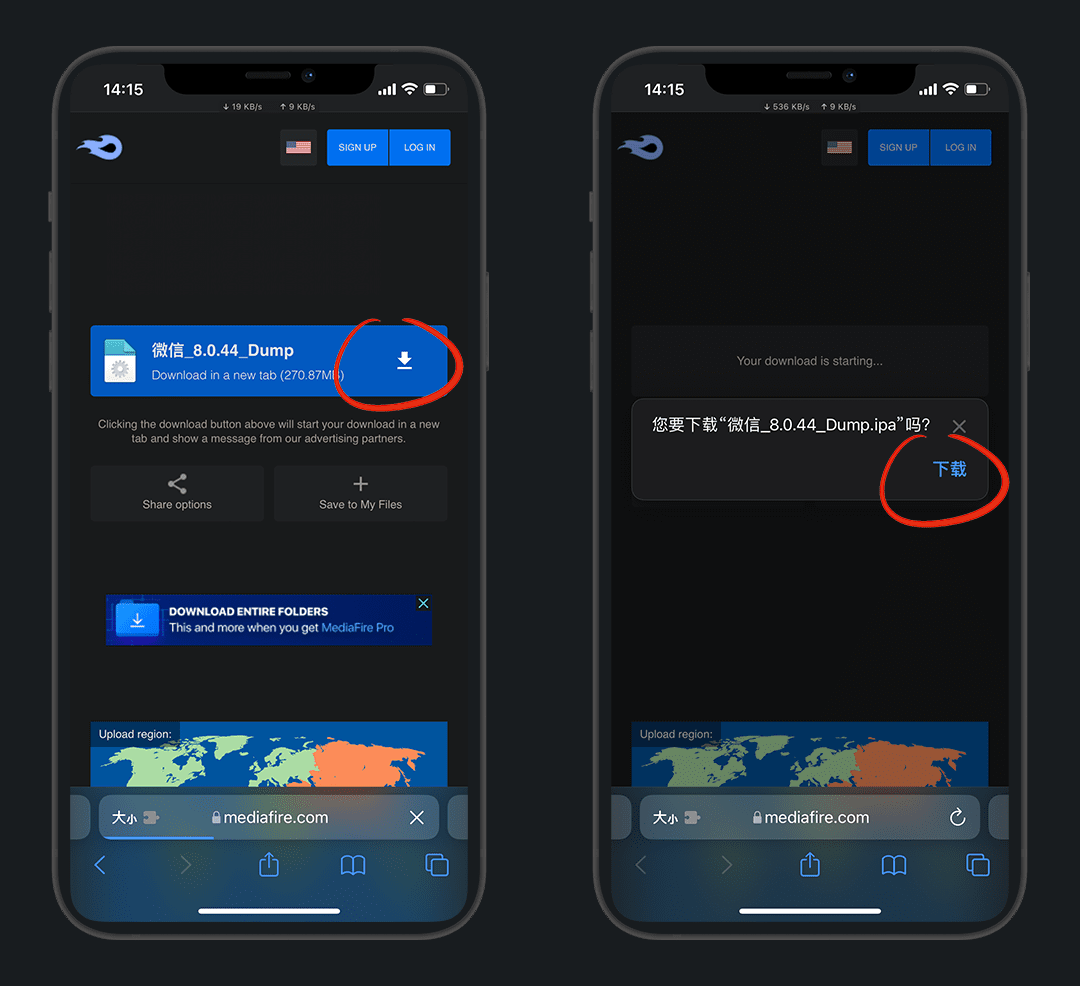 14:15
↓ 19 KB/s ↑ 9 KB/s
SIGN UP LOG IN
微信_8.0.44_Dump
Download in a new tab (270.87MB)
Clicking the download button above will start your download in a new
tab and show a message from our advertising partners.
Share options
Save to My Files
DOWNLOAD ENTIRE FOLDERS
This and more when you get MediaFire Pro
Upload region:
大小 mediafire.com
14:15
↓ 536 KB/s ↑ 9 KB/s
SIGN UP LOG IN
Your download is starting...
您要下载“微信_8.0.44_Dump.ipa”吗?
下载
Upload region:
大小 mediafire.com